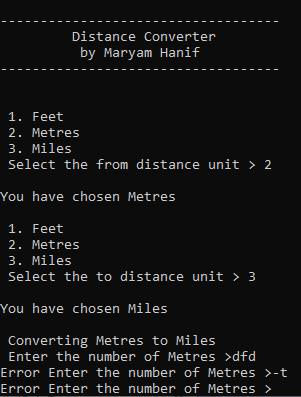 ----------------------------------
Distance Converter
by Maryam Hanif
----------------------------------
1. Feet
2. Metres
3. Miles
Select the from distance unit > 2
You have chosen Metres
1. Feet
2. Metres
3. Miles
Select the to distance unit > 3
You have chosen Miles
Converting Metres to Miles
Enter the number of Metres >dfd
Error Enter the number of Metres >-t
Error Enter the number of Metres >